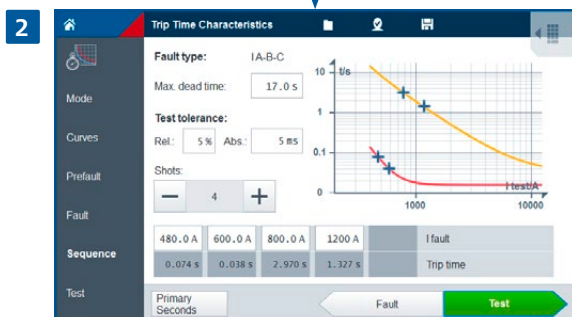 2
Trip Time Characteristics
Mode
Curves
Prefault
Fault
Sequence
Test
Fault type: IA-B-C
Max. dead time: 17.0 s
Test tolerance:
Rel.: 5 % Abs.: 5 ms
Shots:
4
t/s
10
1
0.1
0
1000
10000
I test/A
480.0 A 600.0 A 800.0 A 1200 A I fault
0.074 s 0.038 s 2.970 s 1.327 s Trip time
Primary
Seconds
Fault
Test